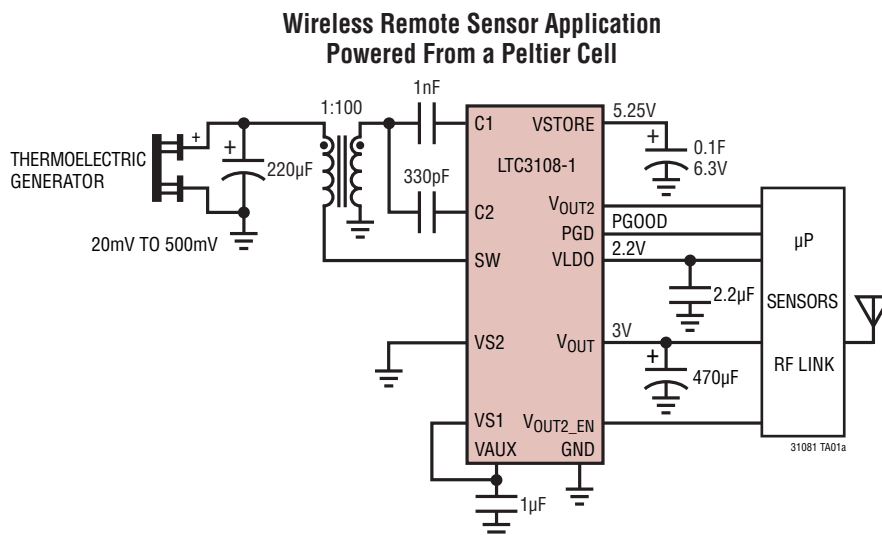 Wireless Remote Sensor Application
Powered From a Peltier Cell
1nF
1:100
C1
VSTORE
5.25V
+
+
+
0.1F
6.3V
THERMOELECTRIC
GENERATOR
220µF
330pF
LTC3108-1
C2
VOUT2
PGD
PGOOD
µP
20mV TO 500mV
SW
VLDO
2.2V
2.2µF
SENSORS
VS2
VOUT
3V
+
470µF
RF LINK
VS1
VOUT2_EN
VAUX
GND
31081 TA01a
1µF